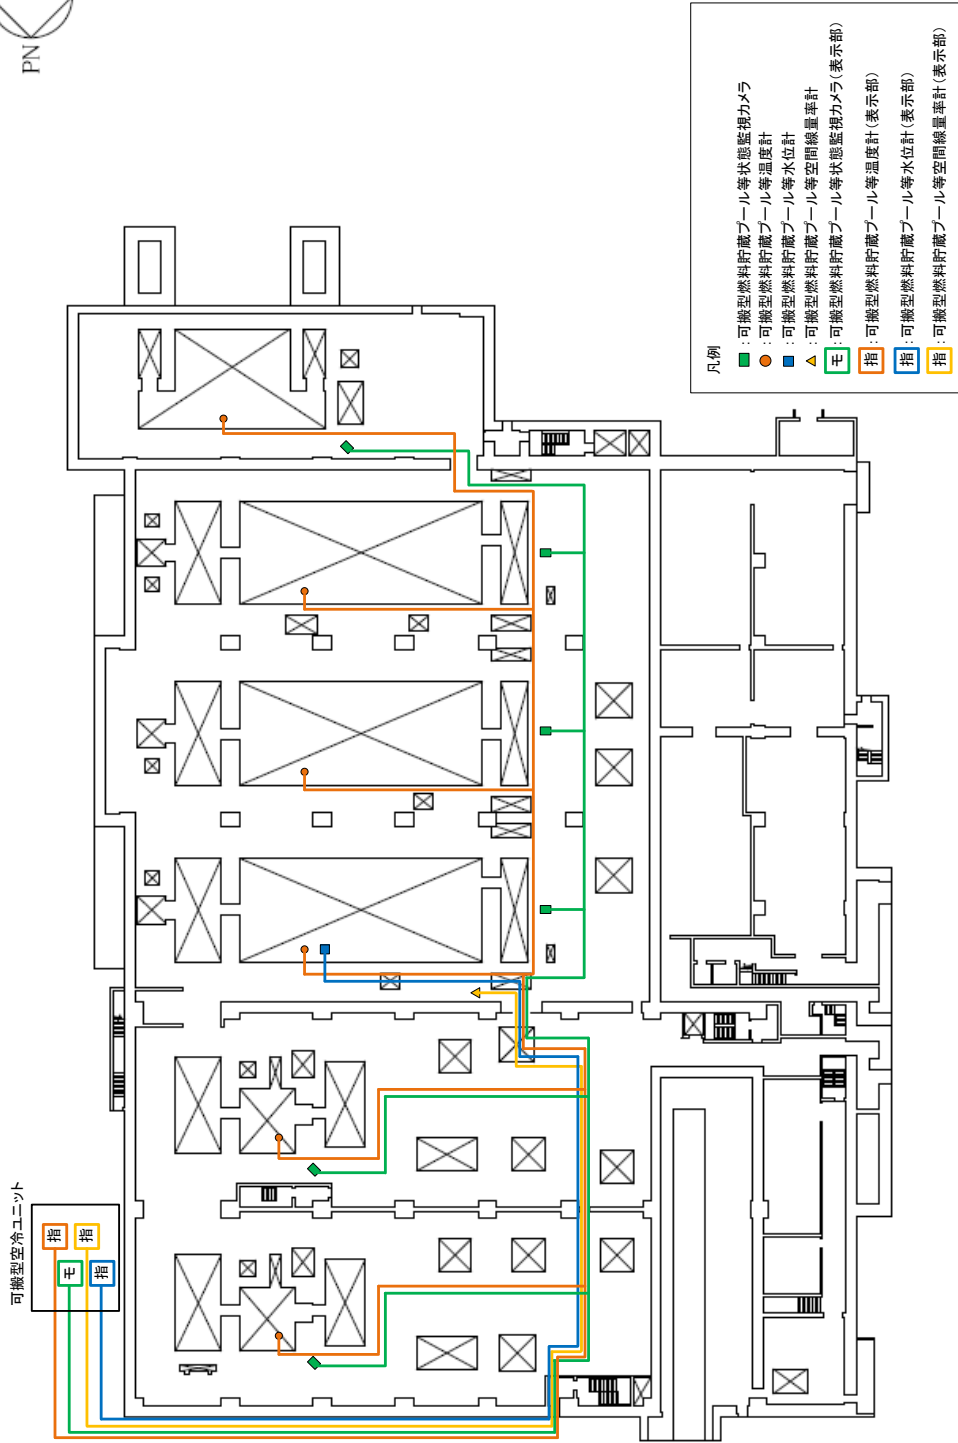 PN
凡例
：可搬型燃料貯蔵プール等状態監視カメラ
：可搬型燃料貯蔵プール等温度計
：可搬型燃料貯蔵プール等水位計
：可搬型燃料貯蔵プール等空間線量率計
モ：可搬型燃料貯蔵プール等状態監視カメラ（表示部）
指：可搬型燃料貯蔵プール等温度計（表示部）
指：可搬型燃料貯蔵プール等水位計（表示部）
指：可搬型燃料貯蔵プール等空間線量率計（表示部）
可搬型空冷ユニット
指
指
モ
指